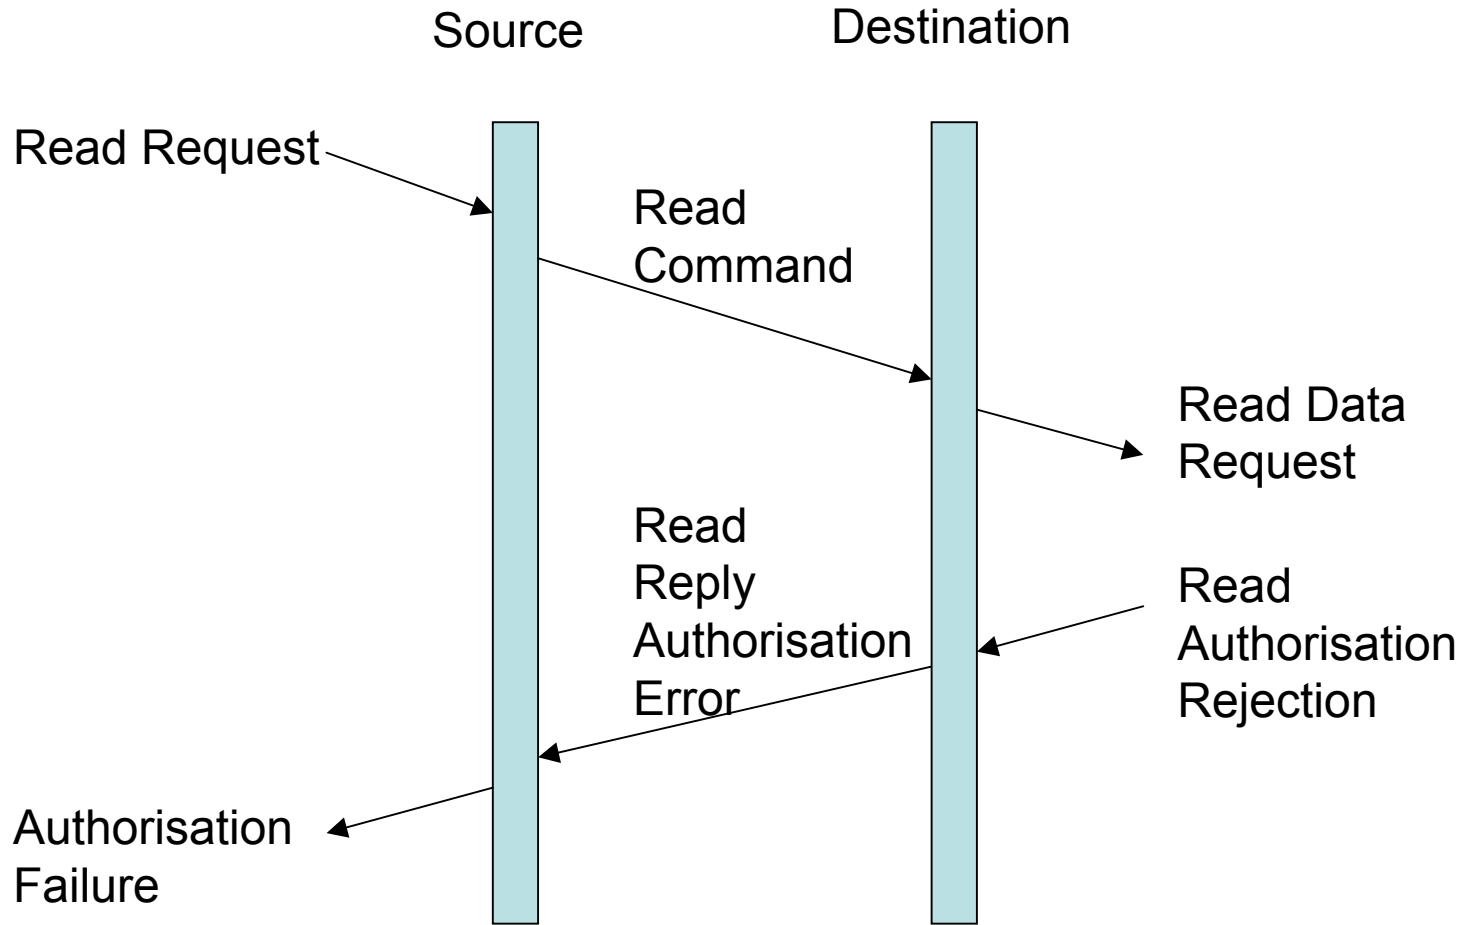 Source
Destination
Read Request
Read
Command
Read Data
Request
Read
Reply
Authorisation
Error
Read
Authorisation
Rejection
Authorisation
Failure